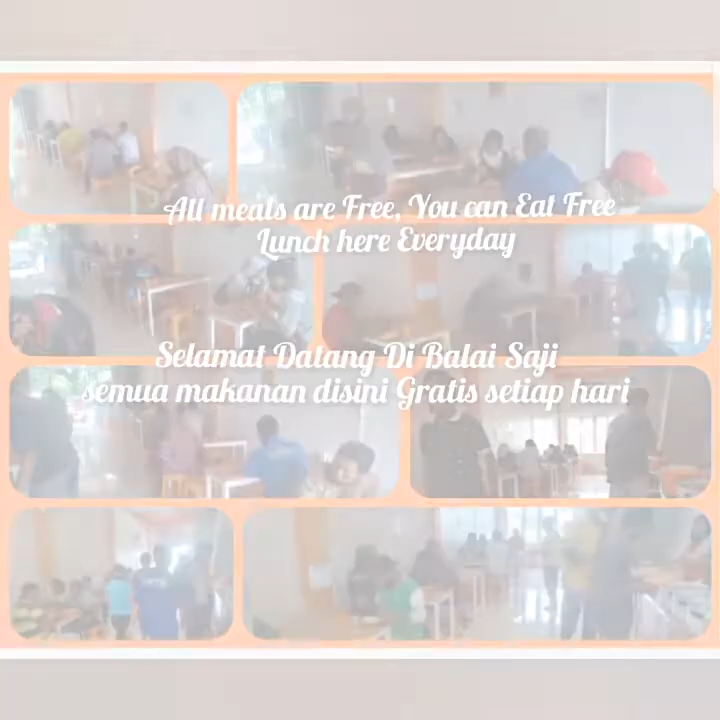 All meals are Free, You can Eat Free
Lunch here Everyday
Selamat Datang Di Balai Saji
semua makanan disini Gratis setiap hari